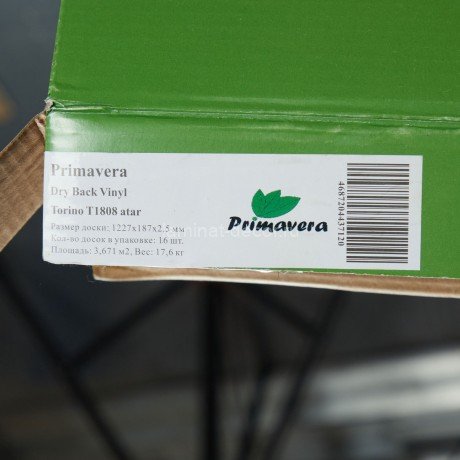 Primavera
Dry Back Vinyl
Torino T1808 atar
Размер доски: 1227x187x2.5 мм
Кол-во досок в упаковке: 16 шт.
Площадь: 3,671 м2, Вес: 17,6 кг
Primavera
4687204437120